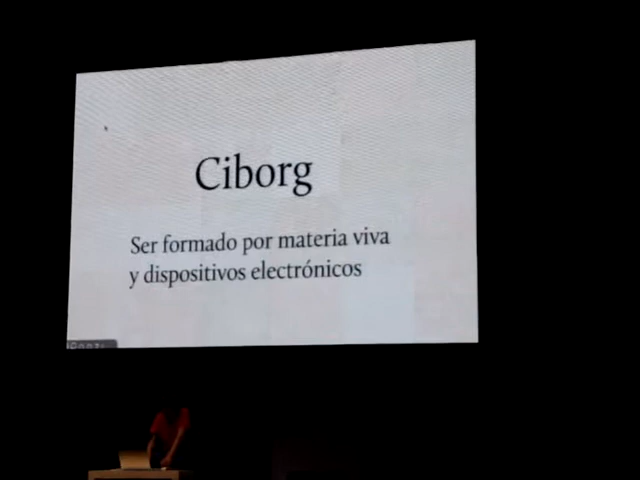 Ciborg
Ser formado por materia viva
y dispositivos electrónicos